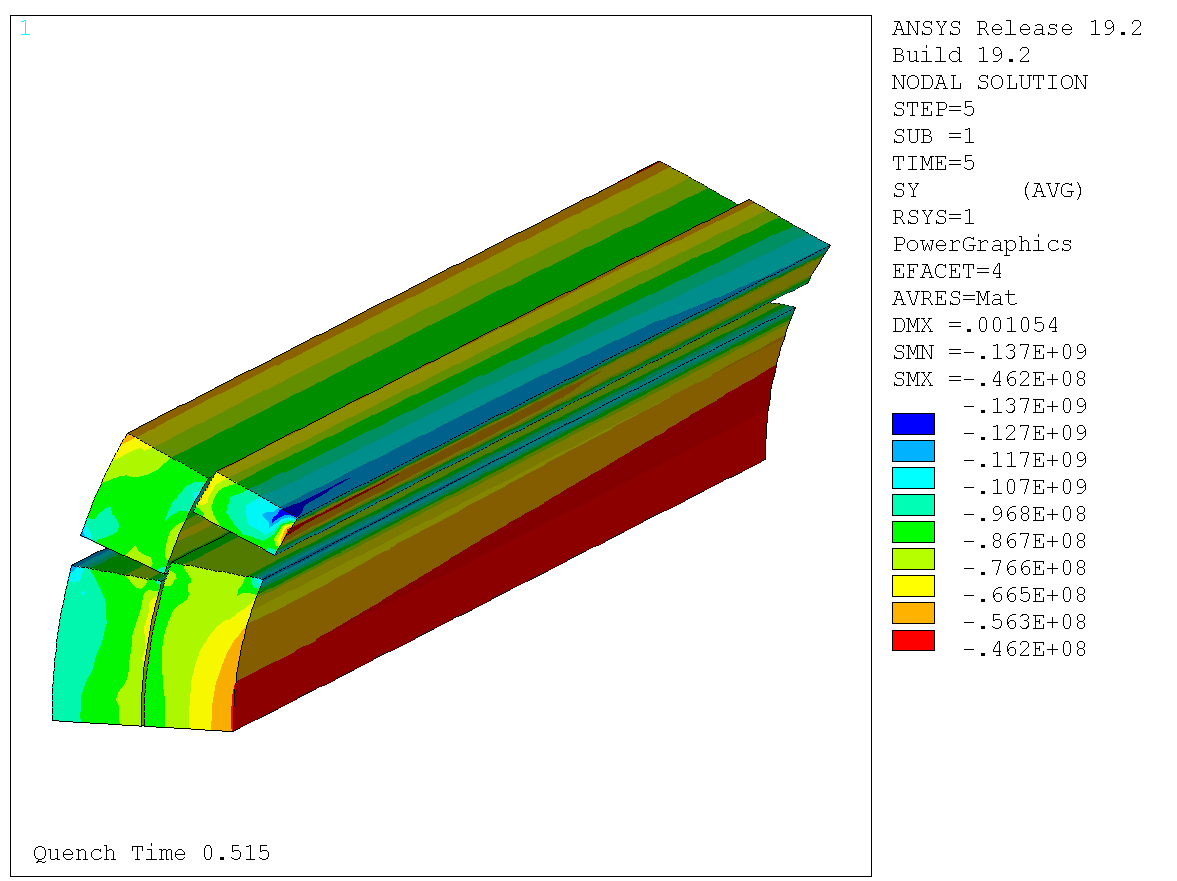 1
ANSYS Release 19.2
Build 19.2
NODAL SOLUTION
STEP=5
SUB =1
TIME=5
SY (AVG)
RSYS=1
PowerGraphics
EFACET=4
AVRES=Mat
DMX =.001054
SMN =-.137E+09
SMX =-.462E+08
-.137E+09
-.127E+09
-.117E+09
-.107E+09
-.968E+08
-.867E+08
-.766E+08
-.665E+08
-.563E+08
-.462E+08
Quench Time 0.515